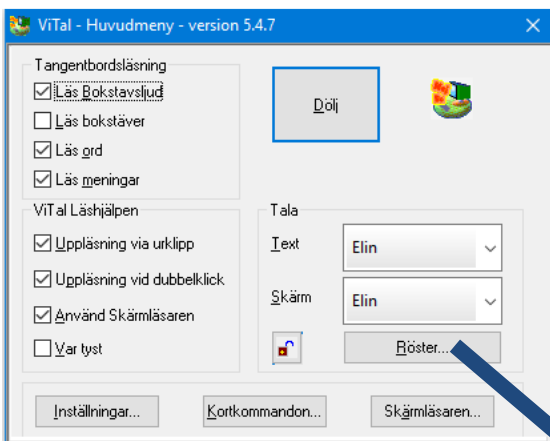 ViTal - Huvudmeny - version 5.4.7
Tangentbordsläsning
Läs Bokstavsljud
Läs bokstäver
Läs ord
Läs meningar
Dölj
ViTal Läshjälpen
Uppläsning via urklipp
Uppläsning vid dubbelklick
Använd Skärmläsaren
Var tyst
Tala
Text
Elin
Skärm
Elin
Röster...
Inställningar...
Kortkommandon...
Skärmläsaren...